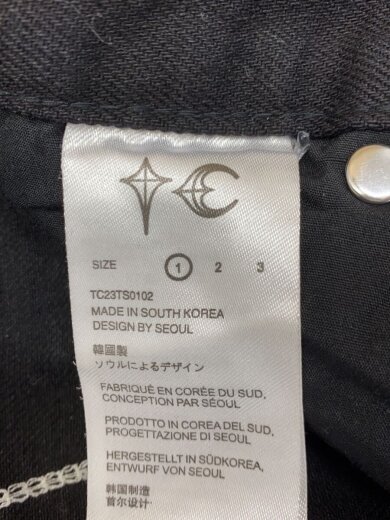 SIZE 1 2 3
TC23TS0102
MADE IN SOUTH KOREA
DESIGN BY SEOUL
韓國製
ソウルによるデザイン
FABRIQUÉ EN CORÉE DU SUD,
CONCEPTION PAR SÉOUL
PRODOTTO IN COREA DEL SUD,
PROGETTAZIONE DI SEOUL
HERGESTELLT IN SÜDKOREA,
ENTWURF VON SEOUL
韩国制造
首尔设计